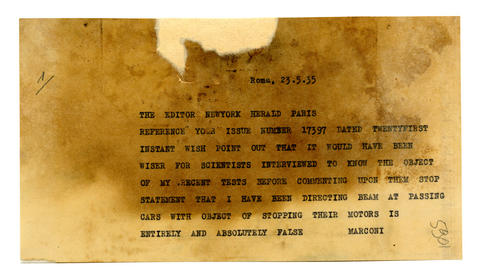 Roma, 23.5.35
THE EDITOR NEWYORK HERALD PARIS
REFERENCE YOUR ISSUE NUMBER 17397 DATED TWENTYFIRST
INSTANT WISH POINT OUT THAT IT WOULD HAVE BEEN
WISER FOR SCIENTISTS INTERVIEWED TO KNOW THE OBJECT
OF MY RECENT TESTS BEFORE COMMENTING UPON THEM STOP
STATEMENT THAT I HAVE BEEN DIRECTING BEAM AT PASSING
CARS WITH OBJECT OF STOPPING THEIR MOTORS IS
ENTIRELY AND ABSOLUTELY FALSE MARCONI